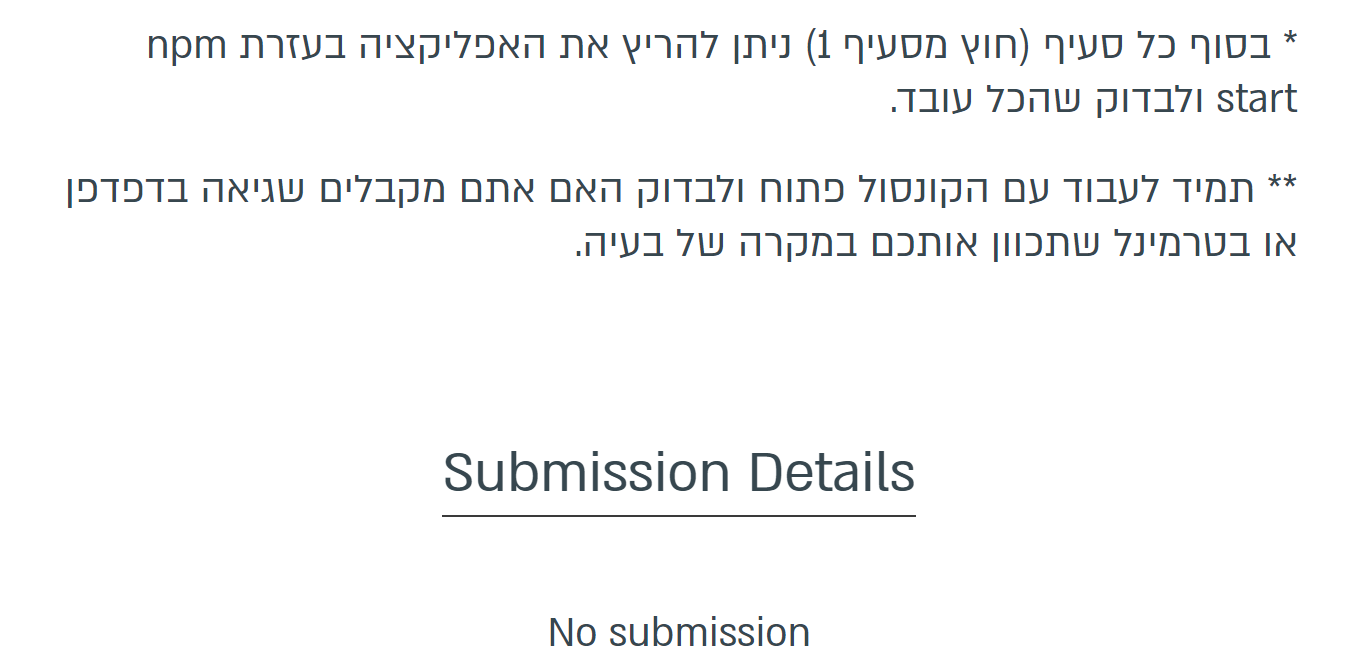 * בסוף כל סעיף (חוץ מסעיף 1) ניתן להריץ את האפליקציה בעזרת npm
start ולבדוק שהכל עובד.
** תמיד לעבוד עם הקונסול פתוח ולבדוק האם אתם מקבלים שגיאה בדפדפן
או בטרמינל שתכוון אותכם במקרה של בעיה.
Submission Details
No submission